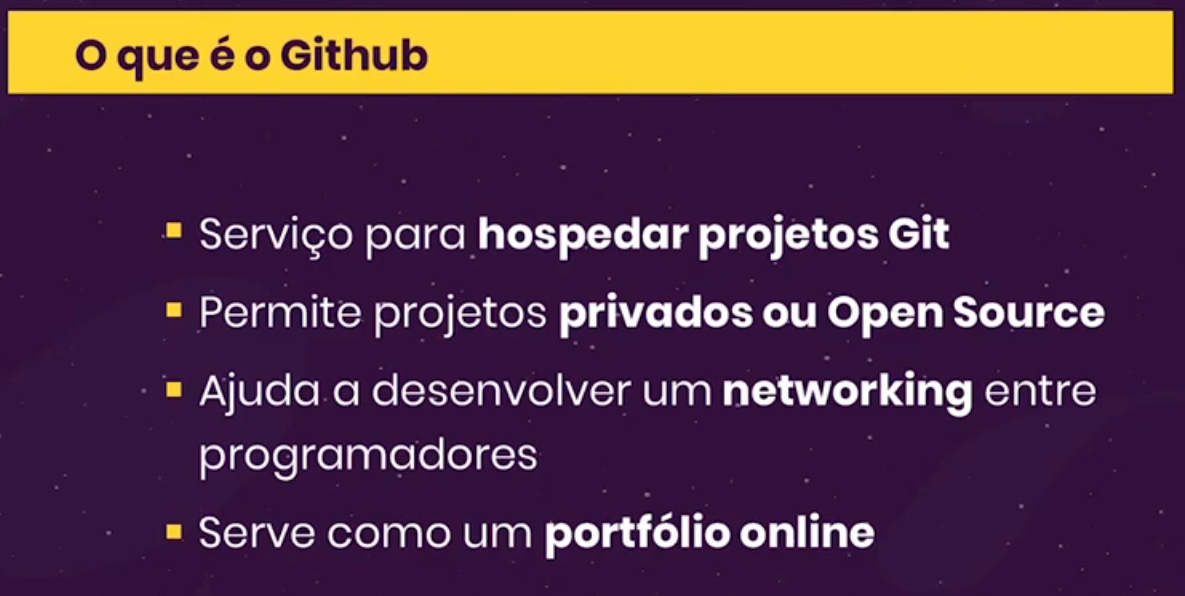 O que é o Github
Serviço para hospedar projetos Git
Permite projetos privados ou Open Source
Ajuda a desenvolver um networking entre
programadores
Serve como um portfólio online